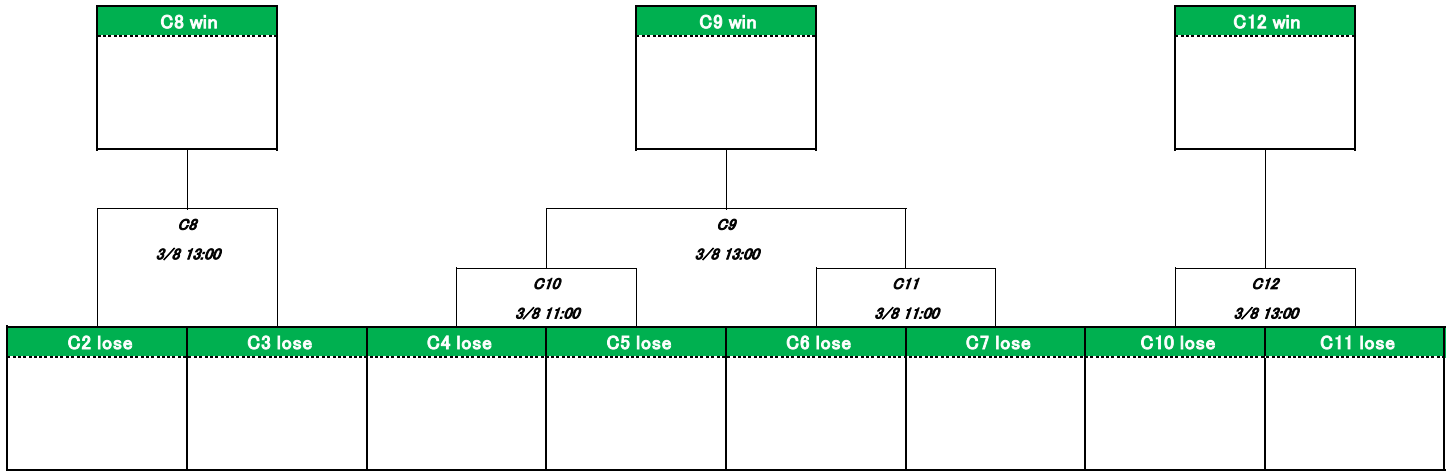 C8 win
C9 win
C12 win
C8
C9
3/8 13:00
3/8 13:00
C10
C11
C12
3/8 11:00
3/8 11:00
3/8 13:00
C2 lose
C3 lose
C4 lose
C5 lose
C6 lose
C7 lose
C10 lose
C11 lose